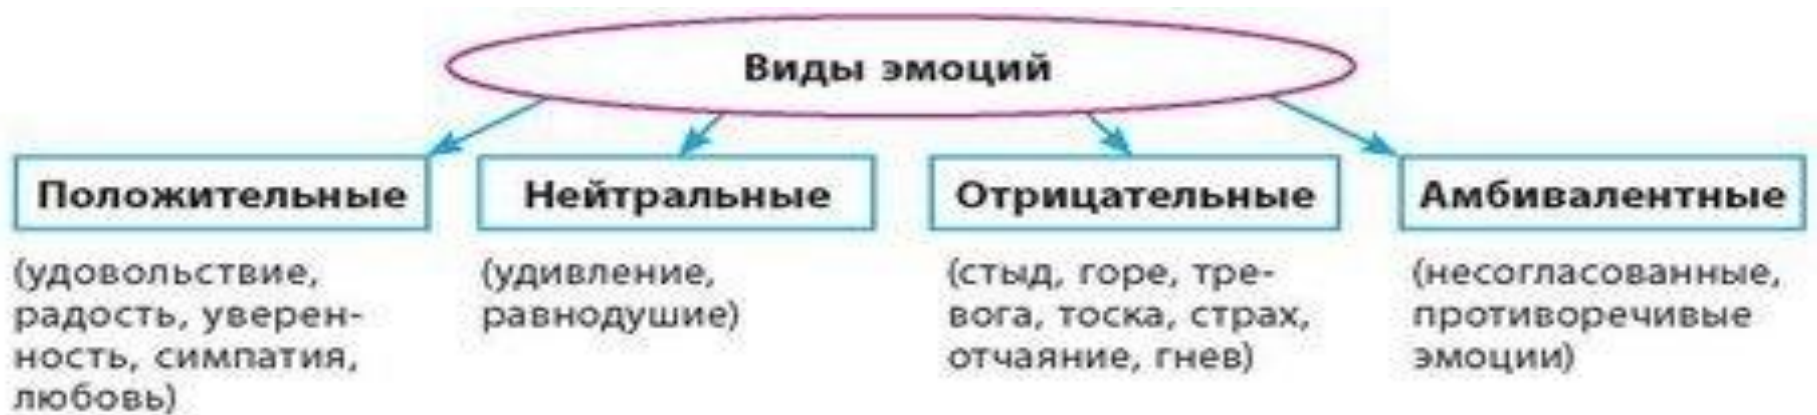 Виды эмоций
Положительные
(удовольствие,
радость, уверен-
ность, симпатия,
любовь)
Нейтральные
(удивление,
равнодушие)
Отрицательные
(стыд, горе, тре-
вога, тоска, страх,
отчаяние, гнев)
Амбивалентные
(несогласованные,
противоречивые
эмоции)